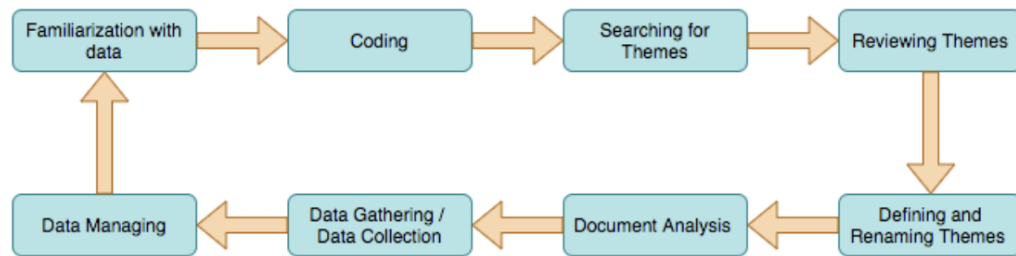 Familiarization with
data
Coding
Searching for
Themes
Reviewing Themes
Data Managing
Data Gathering /
Data Collection
Document Analysis
Defining and
Renaming Themes